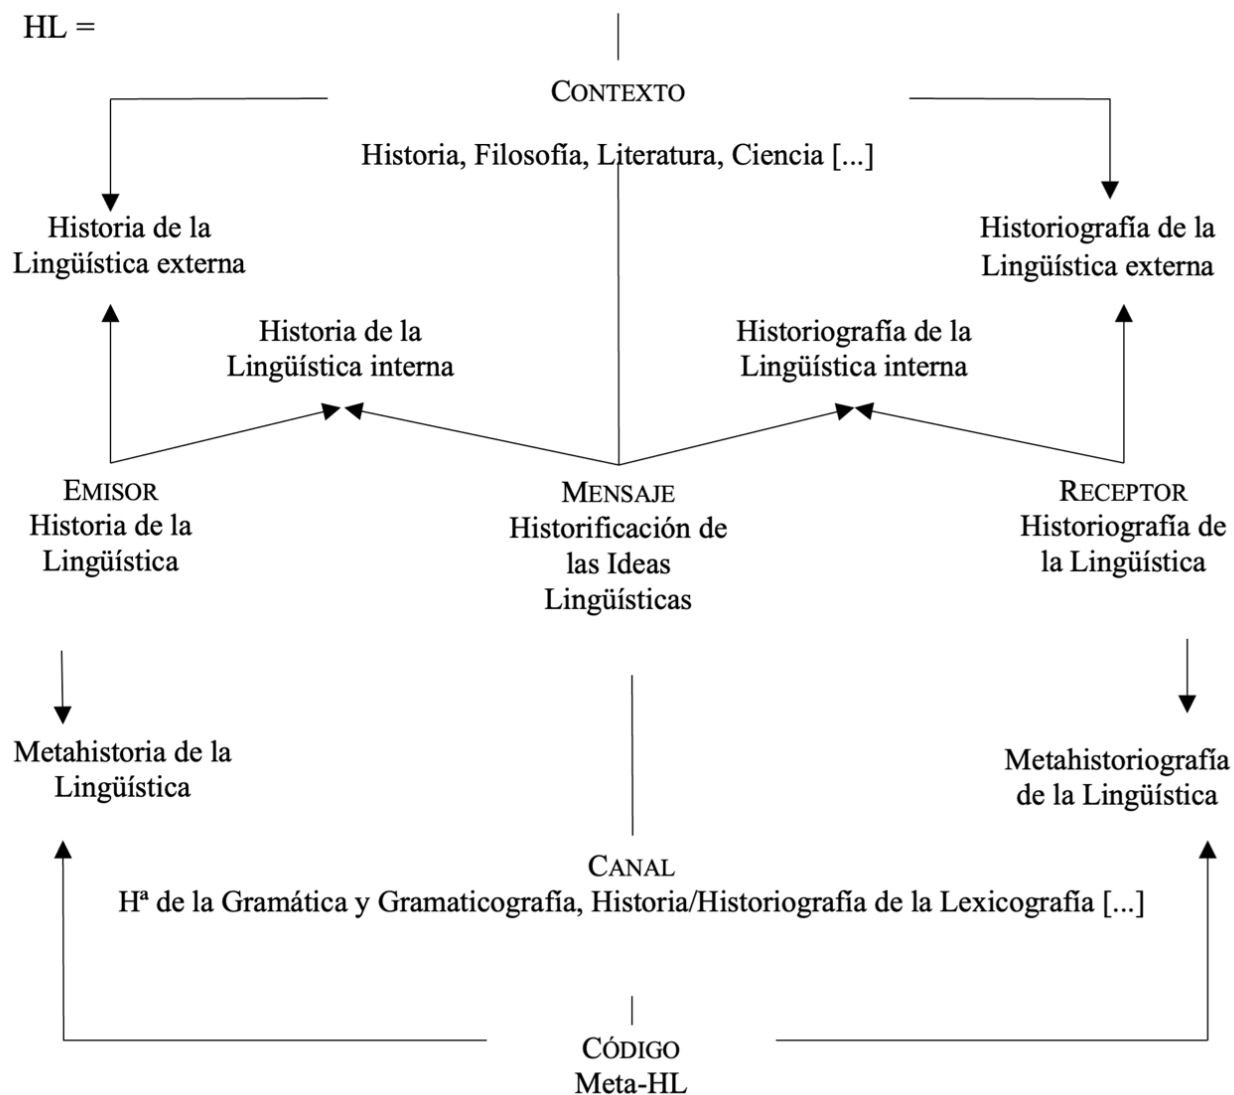 HL =
CONTEXTO
Historia, Filosofía, Literatura, Ciencia [...]
Historia de la
Lingüística externa
Historiografía de la
Lingüística externa
Historia de la
Lingüística interna
Historiografía de la
Lingüística interna
EMISOR
Historia de la
Lingüística
MENSAJE
Historificación de
las Ideas
Lingüísticas
RECEPTOR
Historiografía de
la Lingüística
Metahistoria de la
Lingüística
Metahistoriografía
de la Lingüística
CANAL
Hª de la Gramática y Gramaticografía, Historia/Historiografía de la Lexicografía [...]
CÓDIGO
Meta-HL